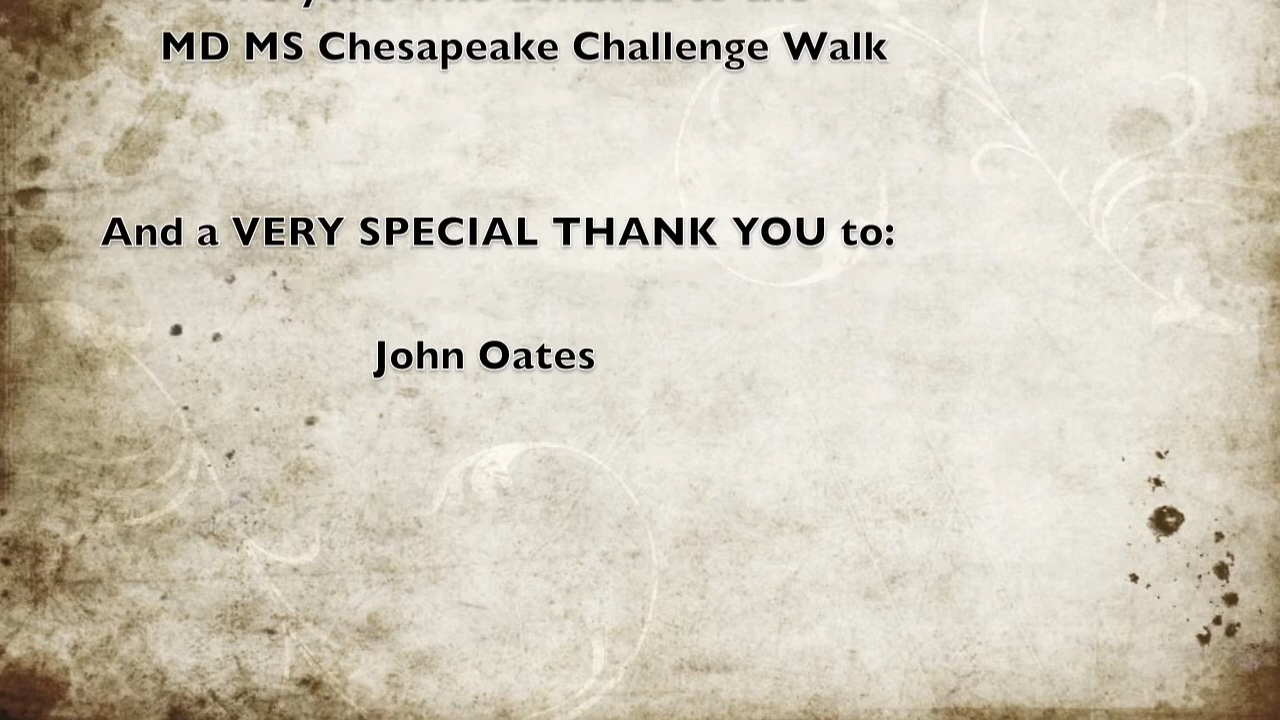 MD MS Chesapeake Challenge Walk
And a VERY SPECIAL THANK YOU to:
John Oates